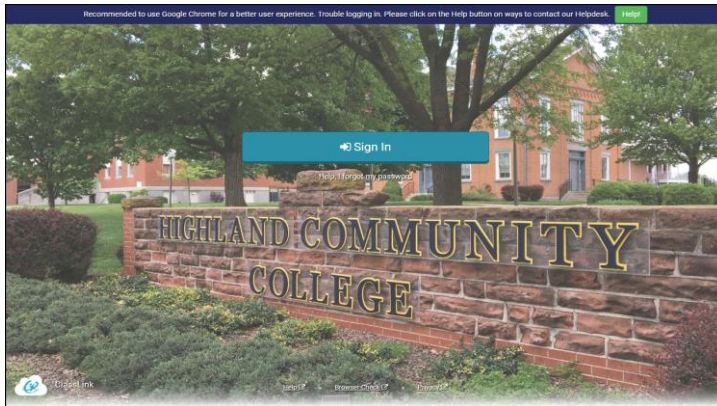 Recommended to use Google Chrome for a better user experience. Trouble logging in. Please click on the Help button on ways to contact our Helpdesk. Help!
Sign In
Help, I forgot my password
HIGHLAND COMMUNITY
COLLEGE
ClassLink Help Browser Check Privacy